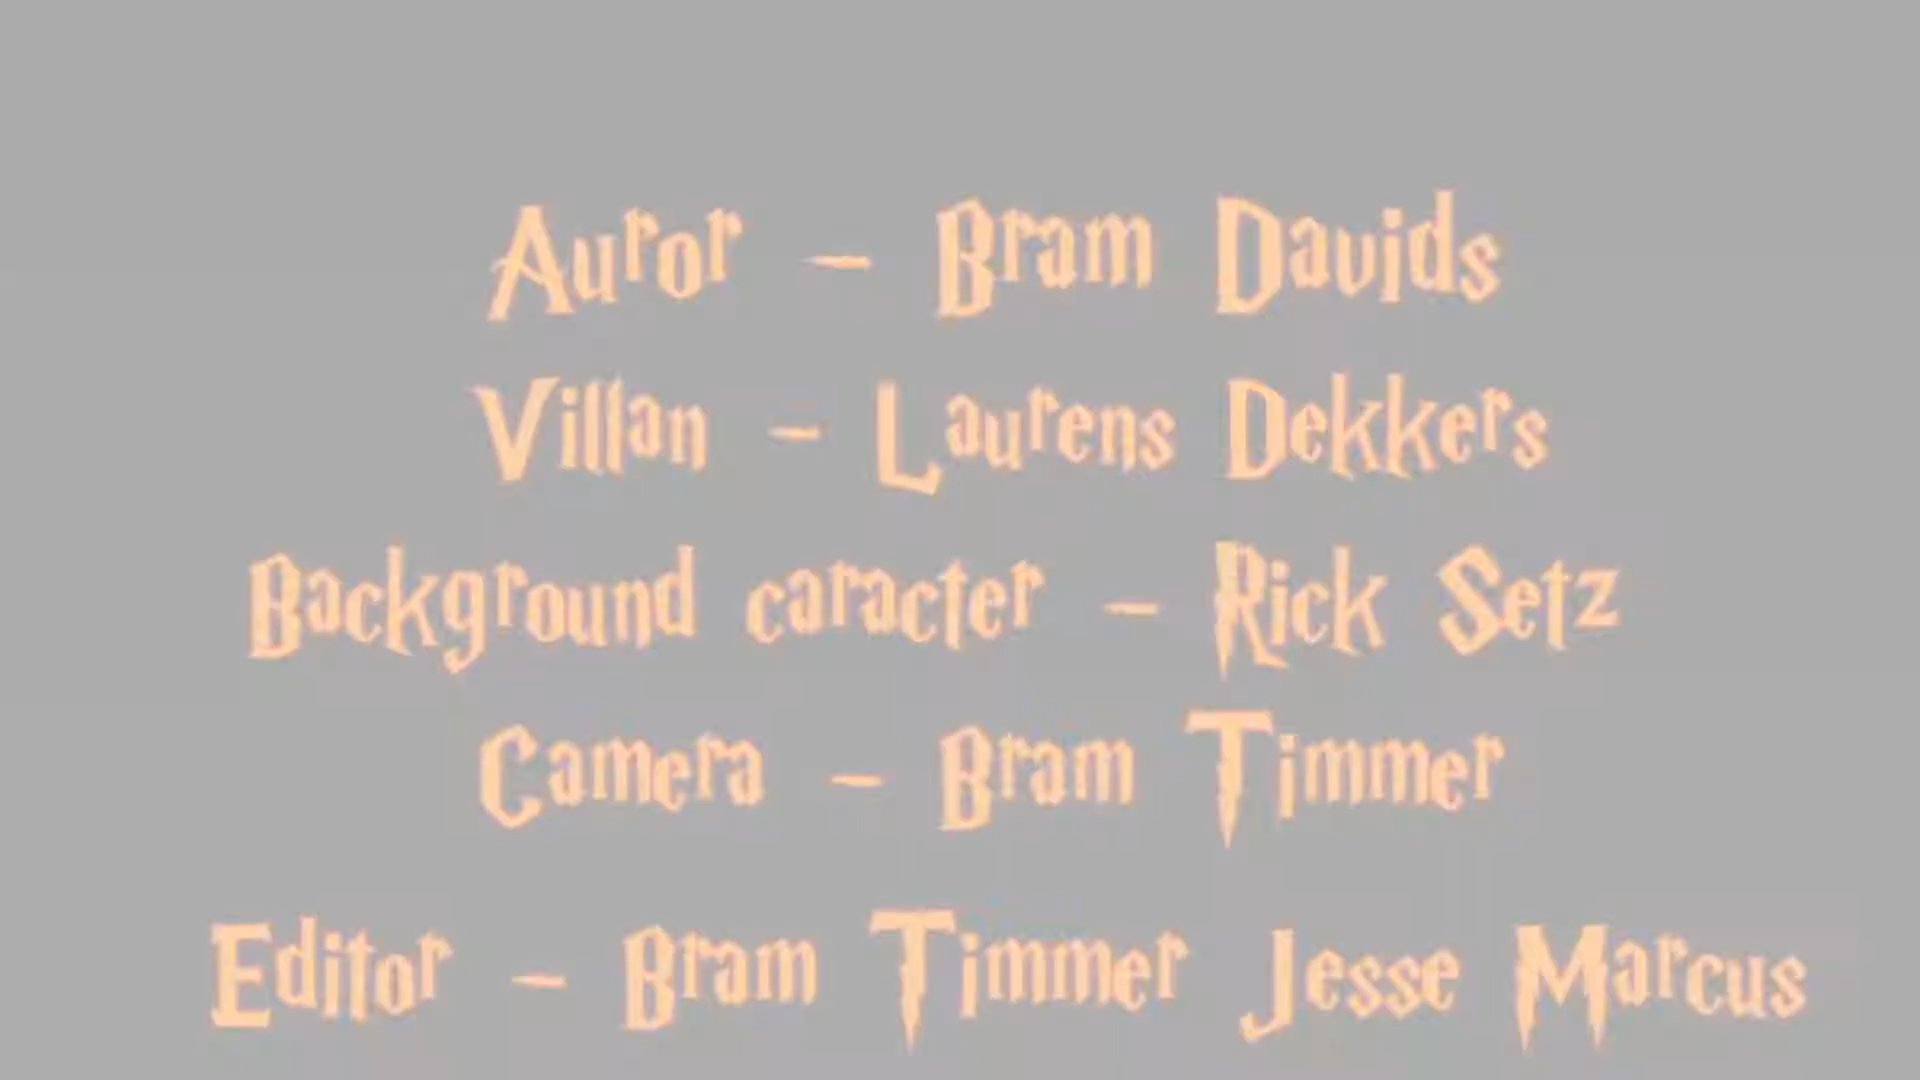 Auror - Bram Davids
Villan - Laurens Dekkers
Background caracter - Rick Setz
Camera - Bram Timmer
Editor - Bram Timmer Jesse Marcus